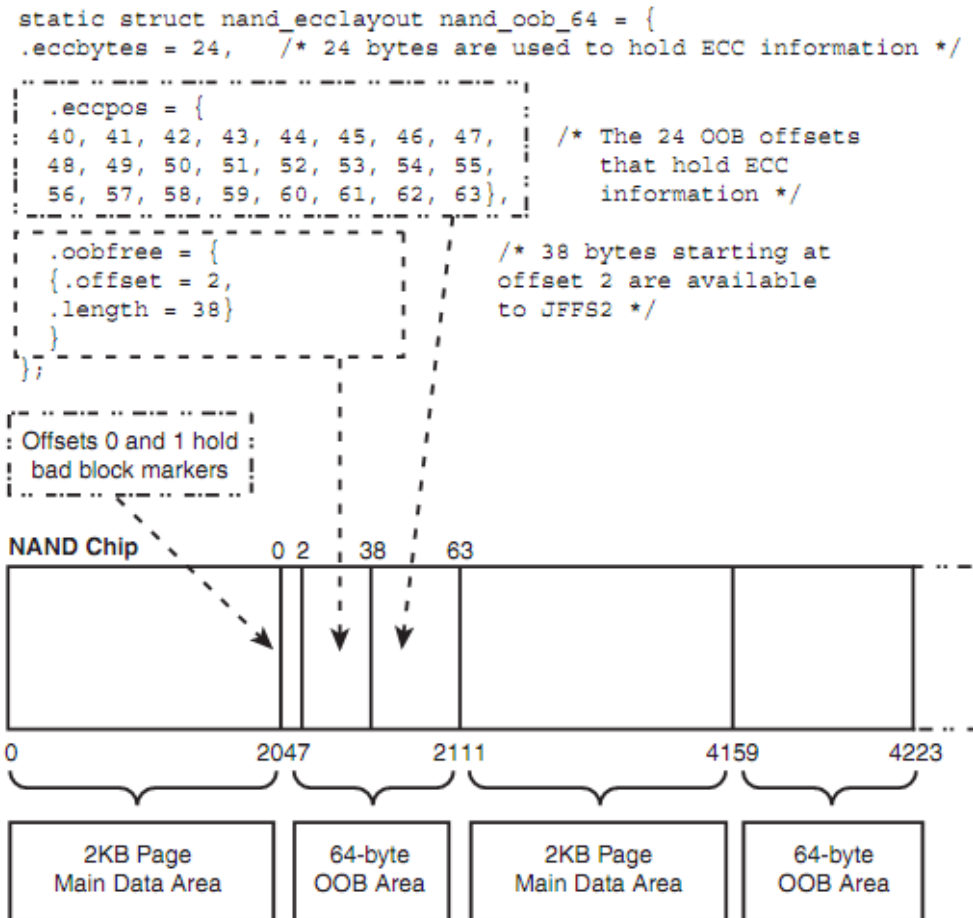 static struct nand_ecclayout nand_oob_64 = {
.eccbytes = 24,   /* 24 bytes are used to hold ECC information */
.eccpos = {
40, 41, 42, 43, 44, 45, 46, 47,   /* The 24 OOB offsets
48, 49, 50, 51, 52, 53, 54, 55,   that hold ECC
56, 57, 58, 59, 60, 61, 62, 63},   information */
.oobfree = {   /* 38 bytes starting at
{.offset = 2,   offset 2 are available
.length = 38}   to JFFS2 */
}
};
Offsets 0 and 1 hold
bad block markers
NAND Chip 0 2 38 63
0 2047 2111 4159 4223
2KB Page
Main Data Area
64-byte
OOB Area
2KB Page
Main Data Area
64-byte
OOB Area